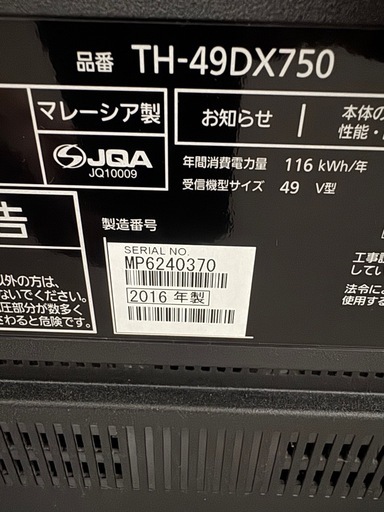 品番 TH-49DX750
マレーシア製
お知らせ
本体の
性能・
JQA
JQ10009
年間消費電力量 116 kWh/年
受信機型サイズ 49 V型
告
製造番号
SERIAL NO.
MP6240370
2016 年製
以外の方は、
ないでください。
圧部分が数多く
わると危険です。
工事説
してい
法令によ
使用する